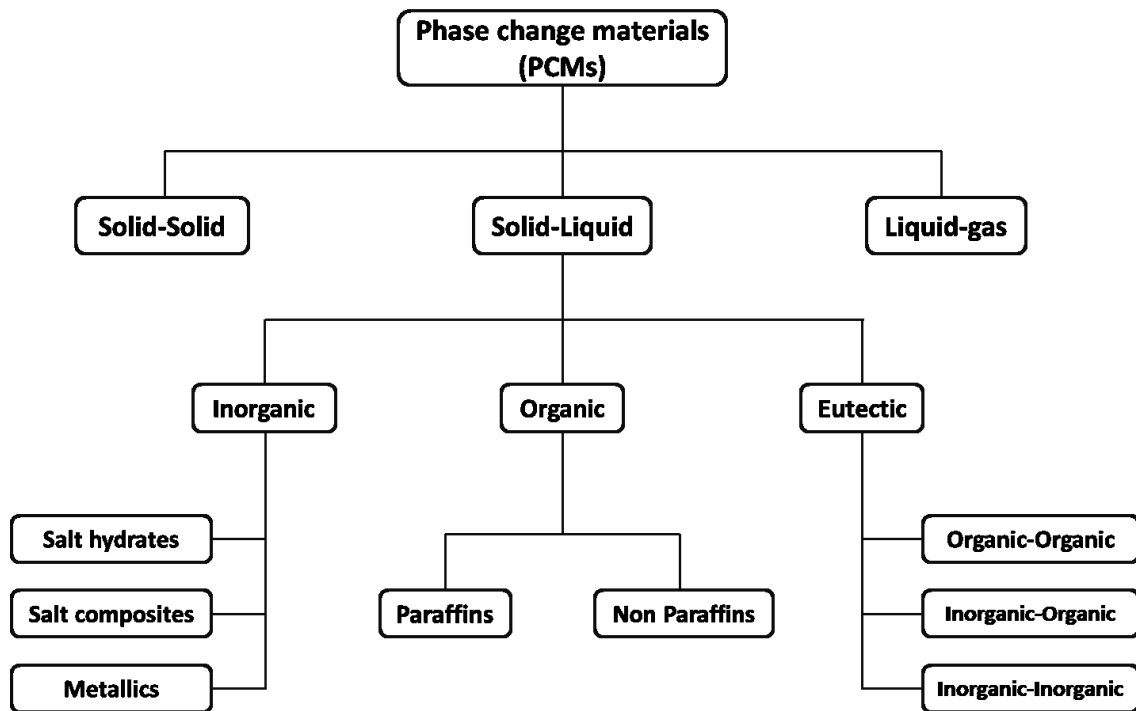 Phase change materials
(PCMs)
Solid-Solid
Solid-Liquid
Liquid-gas
Inorganic
Organic
Eutectic
Salt hydrates
Salt composites
Metallics
Paraffins
Non Paraffins
Organic-Organic
Inorganic-Organic
Inorganic-Inorganic